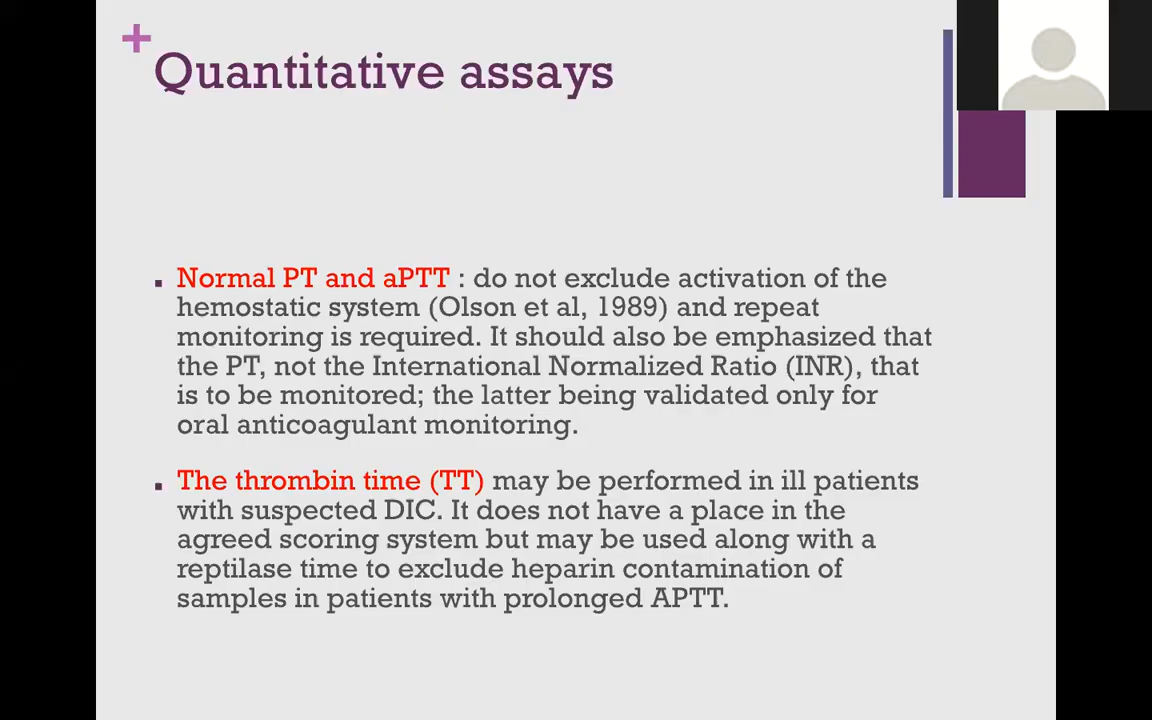 +
Quantitative assays
Normal PT and aPTT : do not exclude activation of the
hemostatic system (Olson et al, 1989) and repeat
monitoring is required. It should also be emphasized that
the PT, not the International Normalized Ratio (INR), that
is to be monitored; the latter being validated only for
oral anticoagulant monitoring.
The thrombin time (TT) may be performed in ill patients
with suspected DIC. It does not have a place in the
agreed scoring system but may be used along with a
reptilase time to exclude heparin contamination of
samples in patients with prolonged APTT.